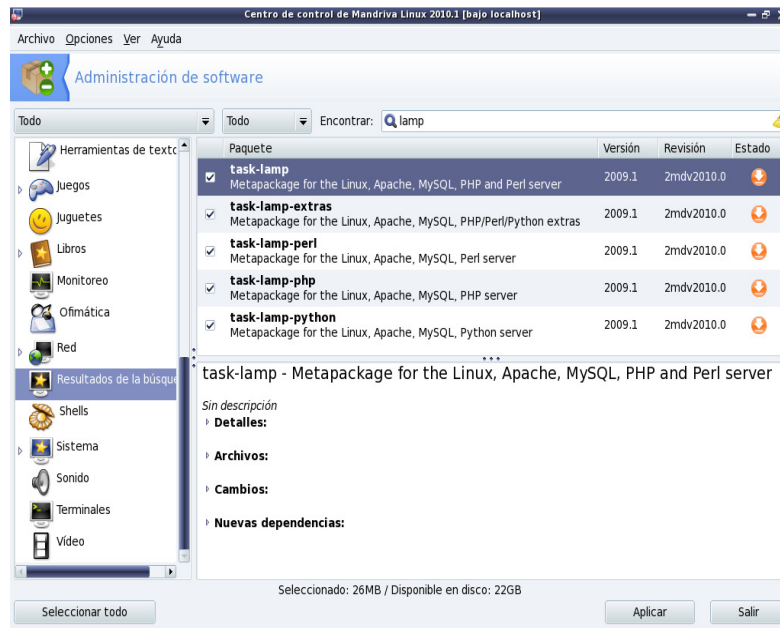 Centro de control de Mandriva Linux 2010.1 [bajo localhost]
Archivo Opciones Ver Ayuda
Administración de software
Todo Todo Encontrar: lamp
Herramientas de texto
Juegos
Juguetes
Libros
Monitoreo
Ofimática
Red
Resultados de la búsque
Shells
Sistema
Sonido
Terminales
Vídeo
Paquete Versión Revisión Estado
task-lamp
Metapackage for the Linux, Apache, MySQL, PHP and Perl server 2009.1 2mdv2010.0
task-lamp-extras
Metapackage for the Linux, Apache, MySQL, PHP/Perl/Python extras 2009.1 2mdv2010.0
task-lamp-perl
Metapackage for the Linux, Apache, MySQL, Perl server 2009.1 2mdv2010.0
task-lamp-php
Metapackage for the Linux, Apache, MySQL, PHP server 2009.1 2mdv2010.0
task-lamp-python
Metapackage for the Linux, Apache, MySQL, Python server 2009.1 2mdv2010.0
task-lamp - Metapackage for the Linux, Apache, MySQL, PHP and Perl server
Sin descripción
Detalles:
Archivos:
Cambios:
Nuevas dependencias:
Seleccionado: 26MB / Disponible en disco: 22GB
Seleccionar todo Aplicar Salir